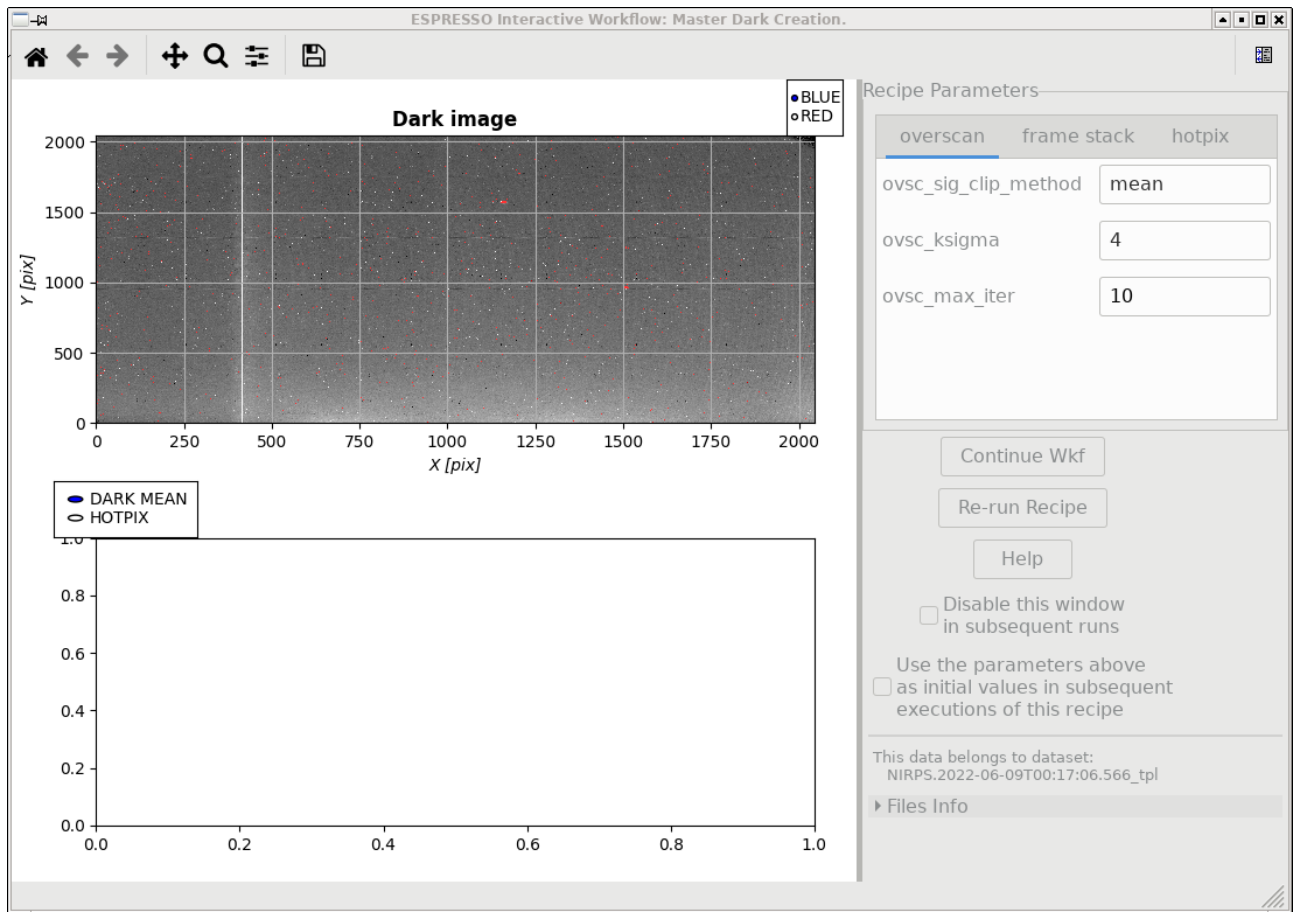 ESPRESSO Interactive Workflow: Master Dark Creation.
BLUE
RED
Dark image
2000
1500
1000
500
0
Y [pix]
0 250 500 750 1000 1250 1500 1750 2000
X [pix]
DARK MEAN
HOTPIX
1.0
0.8
0.6
0.4
0.2
0.0
0.0 0.2 0.4 0.6 0.8 1.0
Recipe Parameters
overscan frame stack hotpix
ovsc_sig_clip_method mean
ovsc_ksigma 4
ovsc_max_iter 10
Continue Wkf
Re-run Recipe
Help
Disable this window
in subsequent runs
Use the parameters above
as initial values in subsequent
executions of this recipe
This data belongs to dataset:
NIRPS.2022-06-09T00:17:06.566_tpl
Files Info